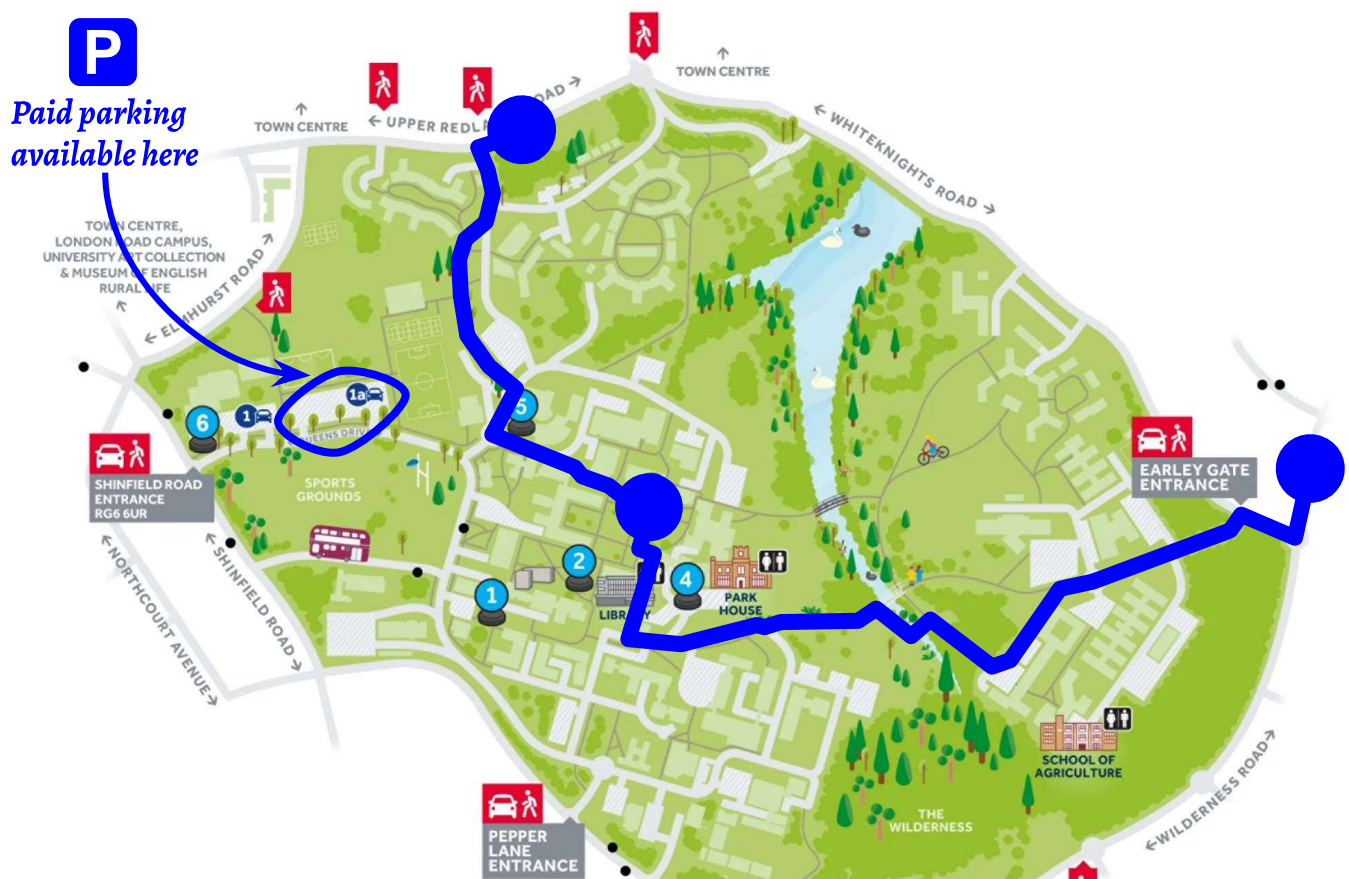 P
Paid parking
available here
TOWN CENTRE
TOWN CENTRE
← UPPER REDL
OAD →
← WHITEKNIGHTS ROAD →
TOWN CENTRE,
LONDON ROAD CAMPUS,
UNIVERSITY ART COLLECTION
& MUSEUM OF ENGLISH
RURAL LIFE
← ELMHURST ROAD →
1a
1
6
5
QUEENS DRIV
SHINFIELD ROAD
ENTRANCE
RG6 6UR
SPORTS
GROUNDS
EARLEY GATE
ENTRANCE
← NORTHCOURT AVENUE →
← SHINFIELD ROAD →
1
2
4
LIBRARY
PARK
HOUSE
SCHOOL OF
AGRICULTURE
THE
WILDERNESS
← WILDERNESS ROAD →
PEPPER
LANE
ENTRANCE